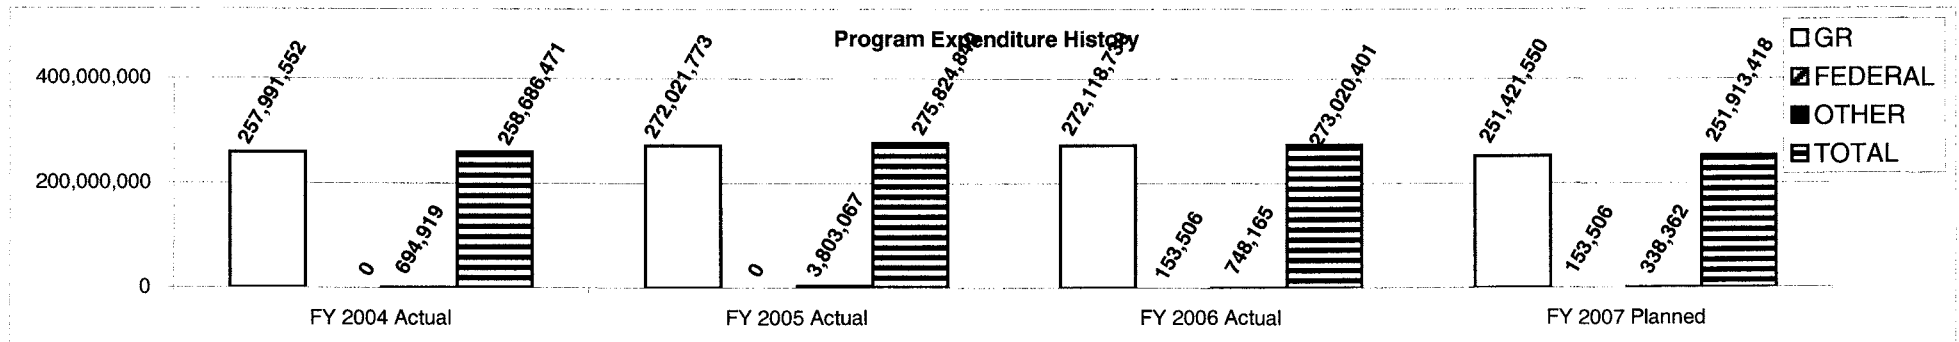 Program Expenditure History
400,000,000
200,000,000
0
257,991,552
0
694,919
258,686,471
272,021,773
0
3,803,067
275,824,840
153,506
748,165
273,020,401
251,421,550
153,506
338,362
251,913,418
FY 2004 Actual
FY 2005 Actual
FY 2006 Actual
FY 2007 Planned
GR
FEDERAL
OTHER
TOTAL